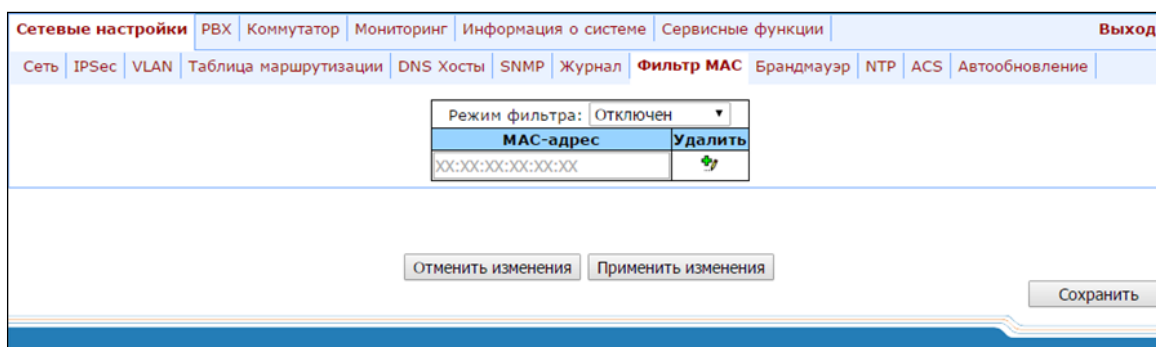 Сетевые настройки PBX Коммутатор Мониторинг Информация о системе Сервисные функции Выход
Сеть IPSec VLAN Таблица маршрутизации DNS Хосты SNMP Журнал Фильтр MAC Брандмауэр NTP ACS Автообновление
Режим фильтра: Отключен
MAC-адрес Удалить
XX:XX:XX:XX:XX:XX
Отменить изменения Применить изменения
Сохранить